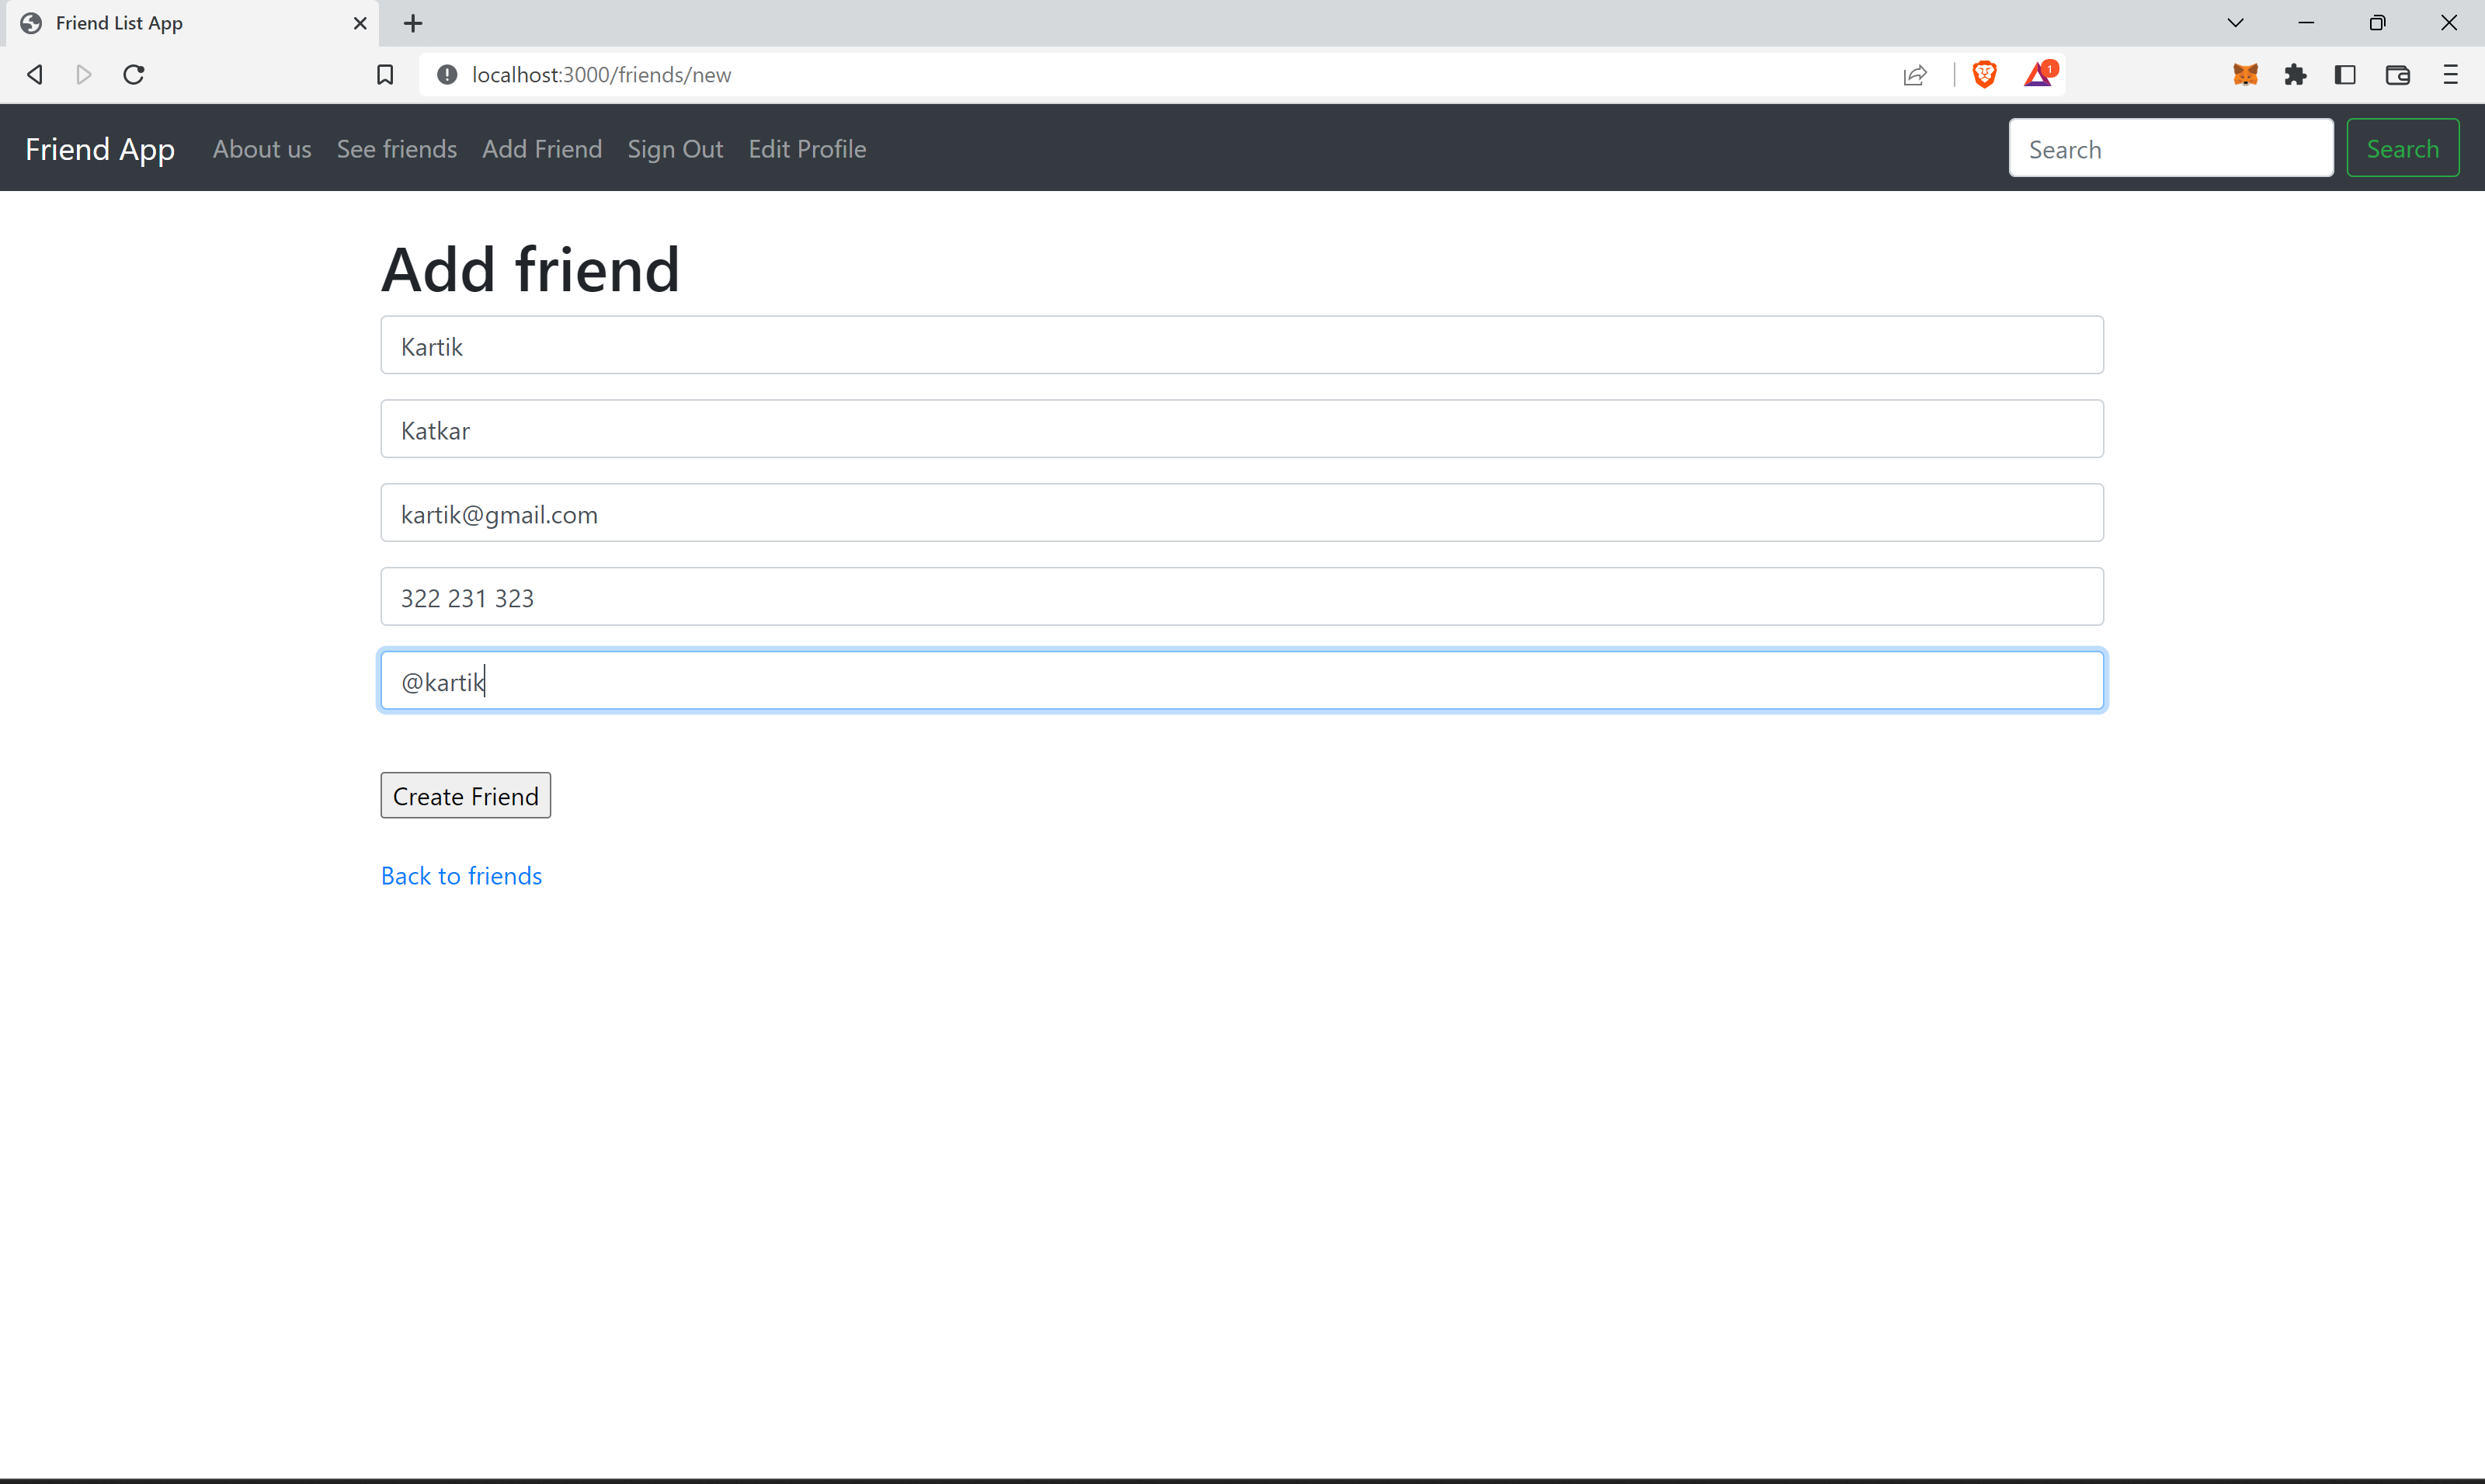 Friend List App
localhost:3000/friends/new
1
Friend App About us See friends Add Friend Sign Out Edit Profile Search Search
Add friend
Kartik
Katkar
kartik@gmail.com
322 231 323
@kartik
Create Friend
Back to friends